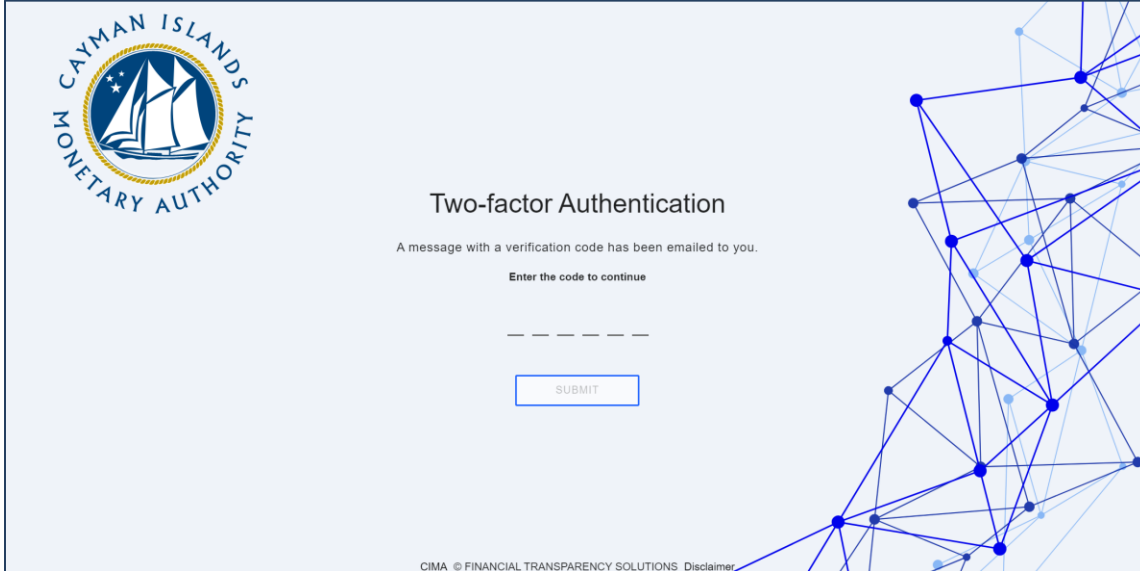 CAYMAN ISLANDS
MONETARY AUTHORITY
Two-factor Authentication
A message with a verification code has been emailed to you.
Enter the code to continue
SUBMIT
CIMA © FINANCIAL TRANSPARENCY SOLUTIONS Disclaimer